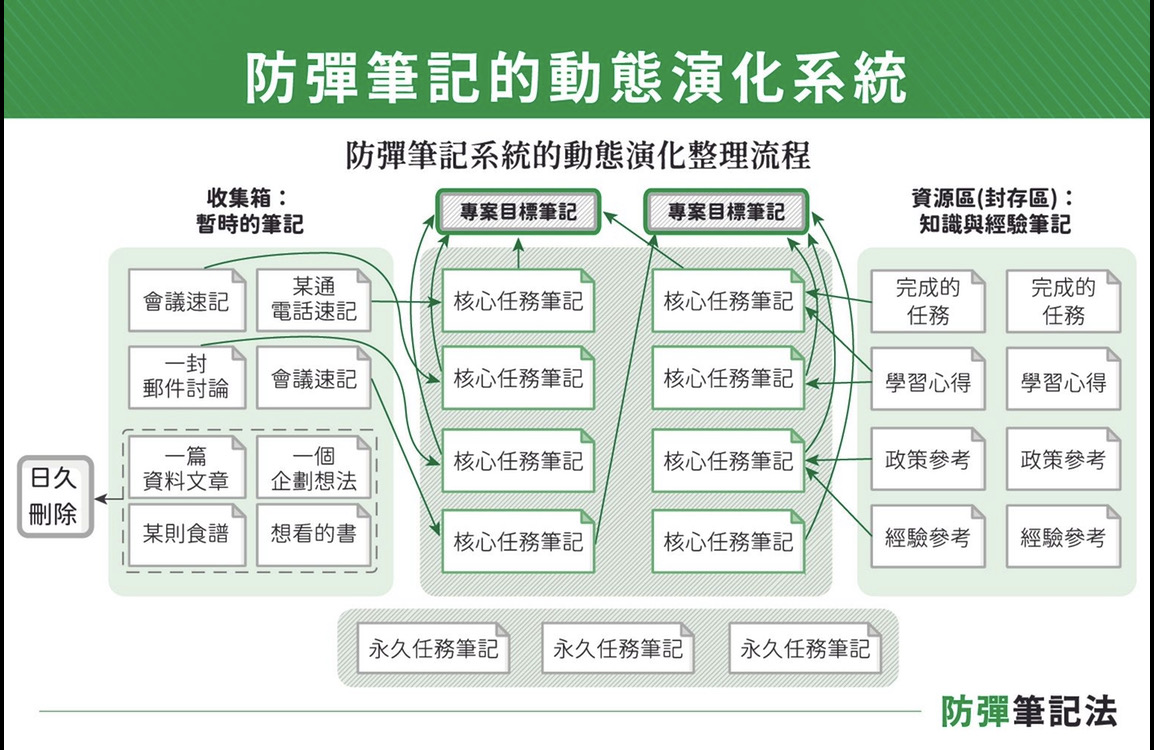 防彈筆記的動態演化系統
防彈筆記系統的動態演化整理流程
收集箱：
暫時的筆記
會議速記
某通
電話速記
一封
郵件討論
會議速記
一篇
資料文章
一個
企劃想法
某則食譜
想看的書
日久
刪除
專案目標筆記
專案目標筆記
核心任務筆記
核心任務筆記
核心任務筆記
核心任務筆記
核心任務筆記
核心任務筆記
核心任務筆記
核心任務筆記
資源區(封存區)：
知識與經驗筆記
完成的
任務
完成的
任務
學習心得
學習心得
政策參考
政策參考
經驗參考
經驗參考
永久任務筆記
永久任務筆記
永久任務筆記
防彈筆記法